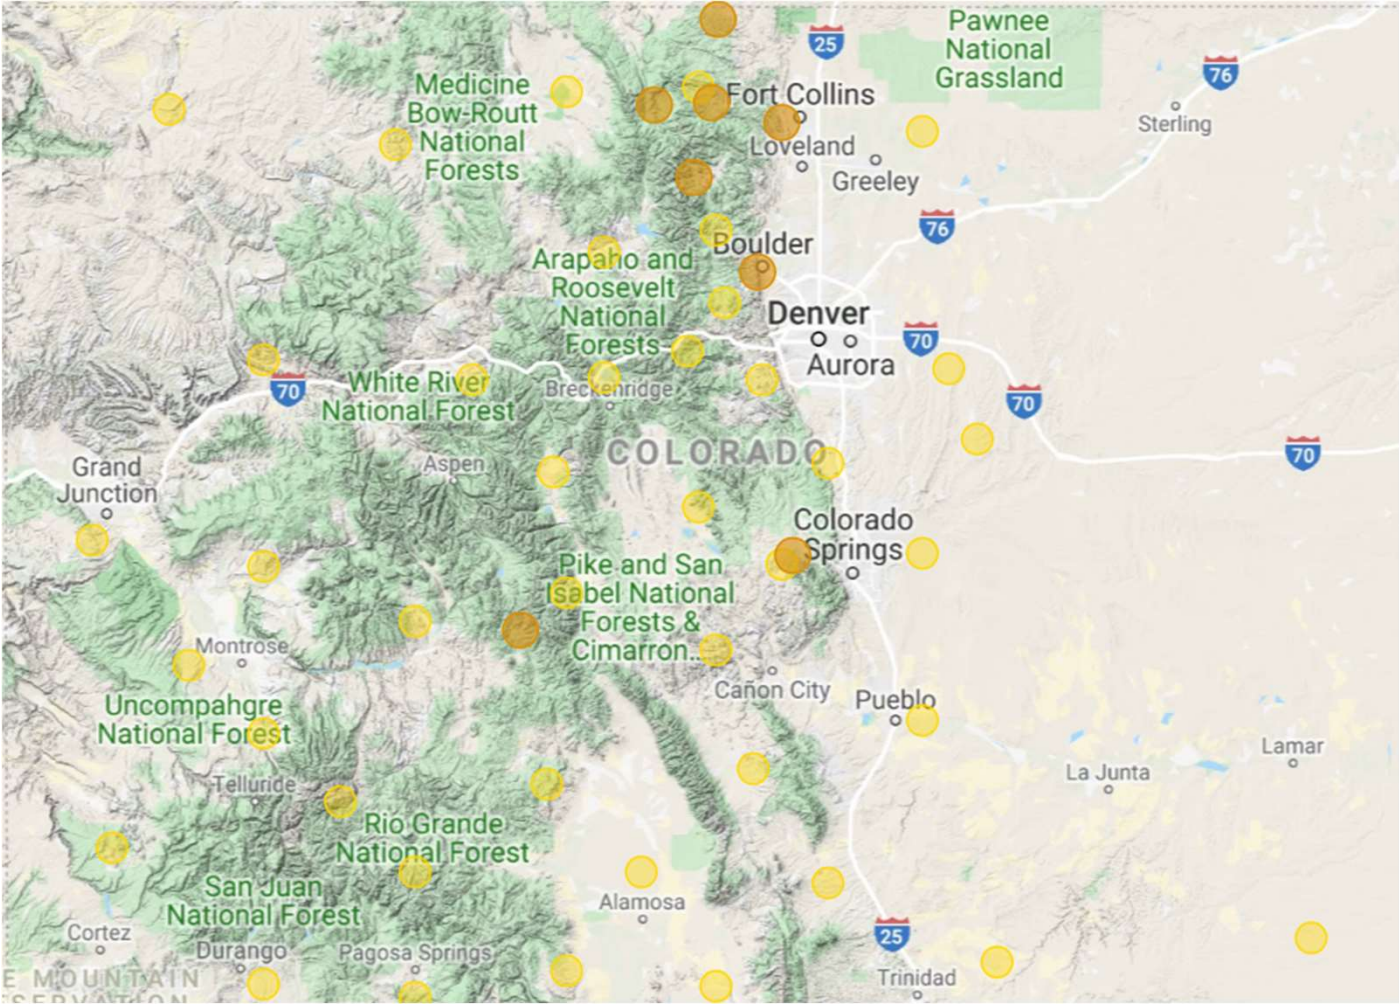 Pawnee
National
Grassland
25
76
Medicine
Bow-Routt
National
Forests
Fort Collins
Sterling
Loveland
Greeley
76
Boulder
Arapaho and
Roosevelt
National
Forests
Denver
70
Aurora
70
White River
National Forest
Breckenridge
70
COLORADO
70
Aspen
Grand
Junction
Colorado
Springs
Pike and San
Isabel National
Forests &
Cimarron...
Montrose
Cañon City
Pueblo
Uncompahgre
National Forest
Lamar
La Junta
Telluride
Rio Grande
National Forest
San Juan
National Forest
Alamosa
Cortez
Durango
Pagosa Springs
25
Trinidad
E MOUNTAIN
SERVATION